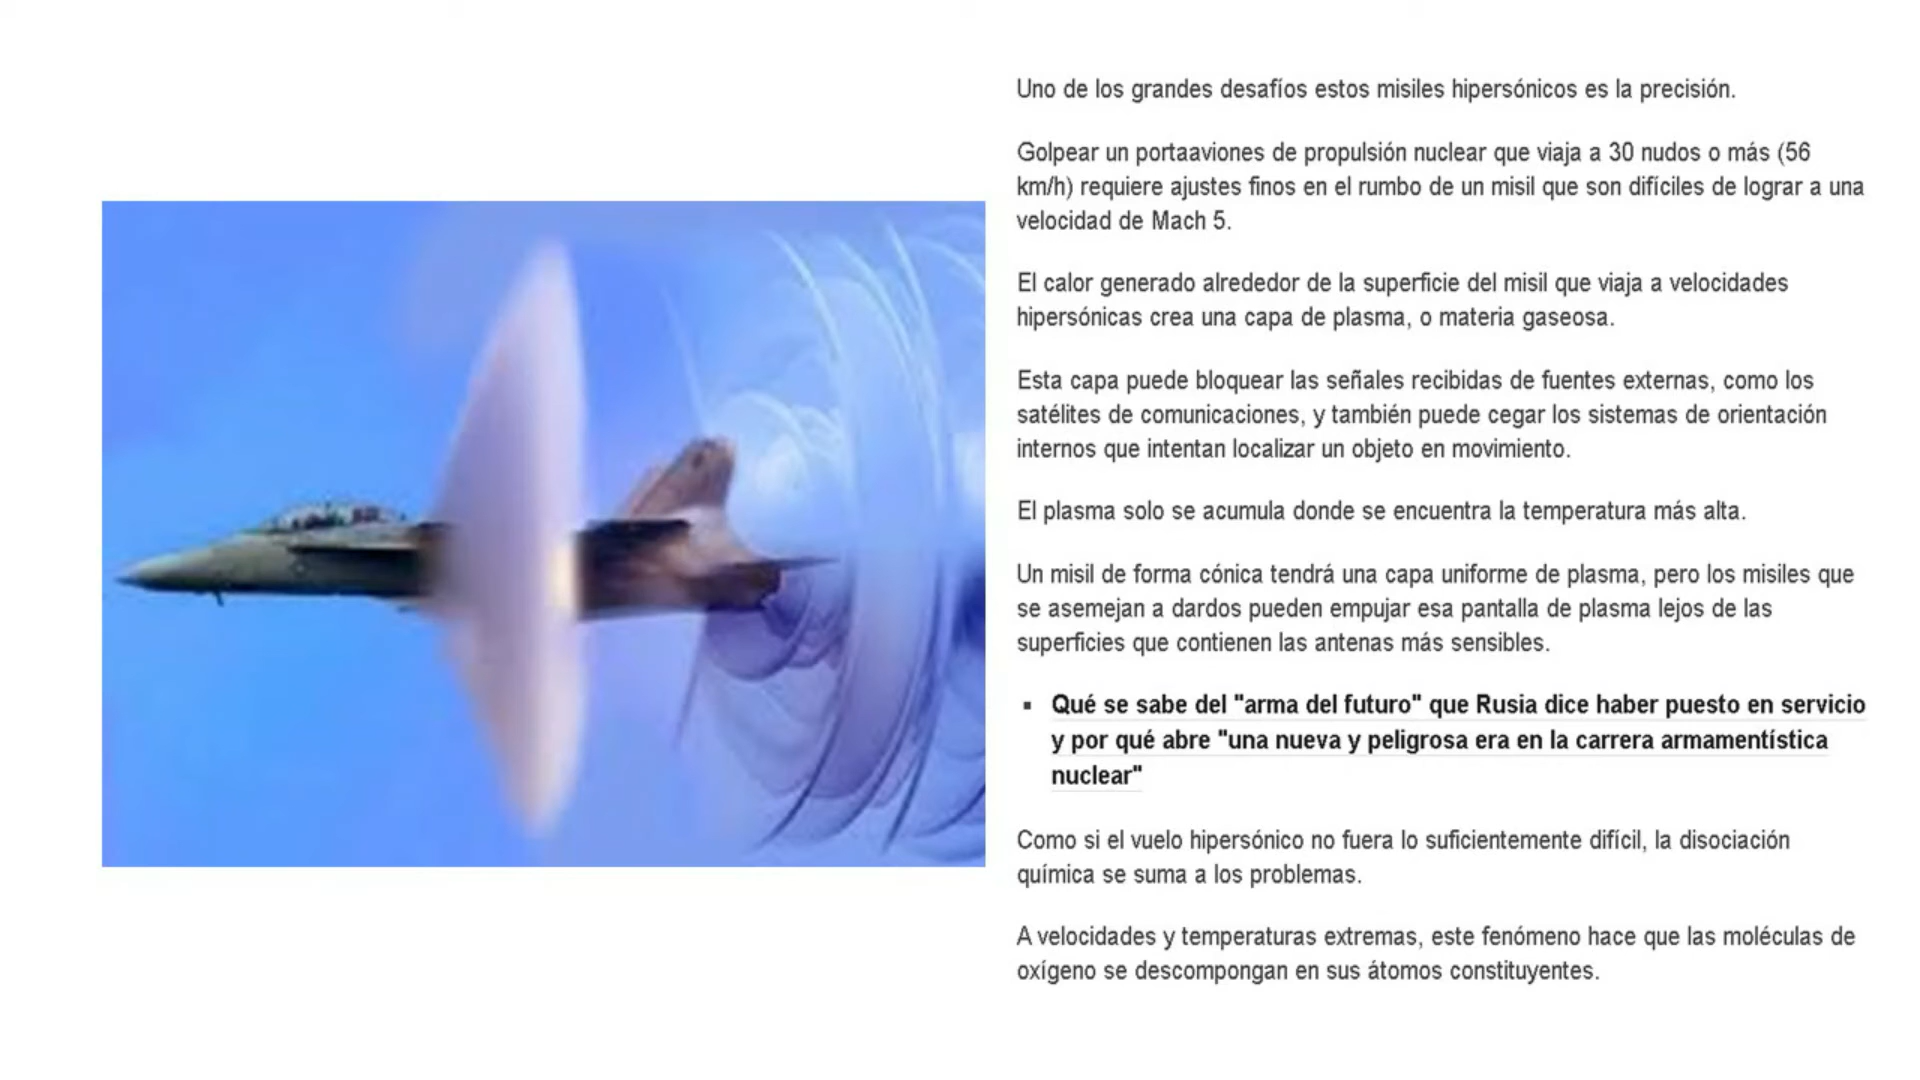 Uno de los grandes desafíos estos misiles hipersónicos es la precisión.
Golpear un portaaviones de propulsión nuclear que viaja a 30 nudos o más (56
km/h) requiere ajustes finos en el rumbo de un misil que son difíciles de lograr a una
velocidad de Mach 5.
El calor generado alrededor de la superficie del misil que viaja a velocidades
hipersónicas crea una capa de plasma, o materia gaseosa.
Esta capa puede bloquear las señales recibidas de fuentes externas, como los
satélites de comunicaciones, y también puede cegar los sistemas de orientación
internos que intentan localizar un objeto en movimiento.
El plasma solo se acumula donde se encuentra la temperatura más alta.
Un misil de forma cónica tendrá una capa uniforme de plasma, pero los misiles que
se asemejan a dardos pueden empujar esa pantalla de plasma lejos de las
superficies que contienen las antenas más sensibles.
▪ Qué se sabe del "arma del futuro" que Rusia dice haber puesto en servicio
y por qué abre "una nueva y peligrosa era en la carrera armamentística
nuclear"
Como si el vuelo hipersónico no fuera lo suficientemente difícil, la disociación
química se suma a los problemas.
A velocidades y temperaturas extremas, este fenómeno hace que las moléculas de
oxígeno se descompongan en sus átomos constituyentes.